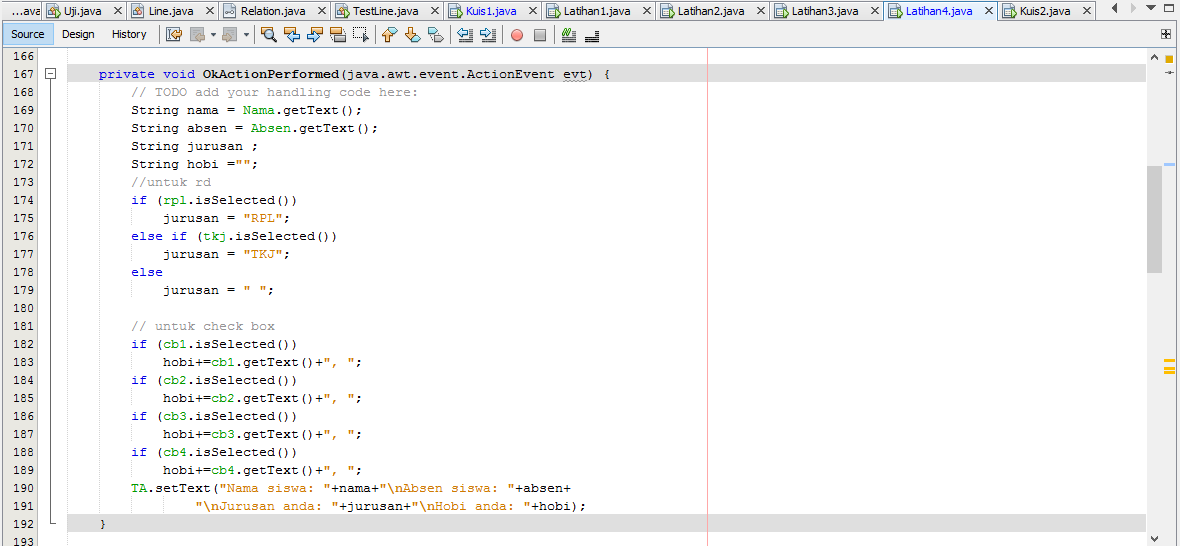 ...ava Uji.java Line.java Relation.java TestLine.java Kuis1.java Latihan1.java Latihan2.java Latihan3.java Latihan4.java Kuis2.java
Source Design History
166
167 private void OkActionPerformed(java.awt.event.ActionEvent evt) {
168 // TODO add your handling code here:
169 String nama = Nama.getText();
170 String absen = Absen.getText();
171 String jurusan ;
172 String hobi ="";
173 //untuk rd
174 if (rpl.isSelected())
175 jurusan = "RPL";
176 else if (tkj.isSelected())
177 jurusan = "TKJ";
178 else
179 jurusan = " ";
180
181 // untuk check box
182 if (cb1.isSelected())
183 hobi+=cb1.getText()+", ";
184 if (cb2.isSelected())
185 hobi+=cb2.getText()+", ";
186 if (cb3.isSelected())
187 hobi+=cb3.getText()+", ";
188 if (cb4.isSelected())
189 hobi+=cb4.getText()+", ";
190 TA.setText("Nama siswa: "+nama+"\nAbsen siswa: "+absen+
191 "\nJurusan anda: "+jurusan+"\nHobi anda: "+hobi);
192 }
193